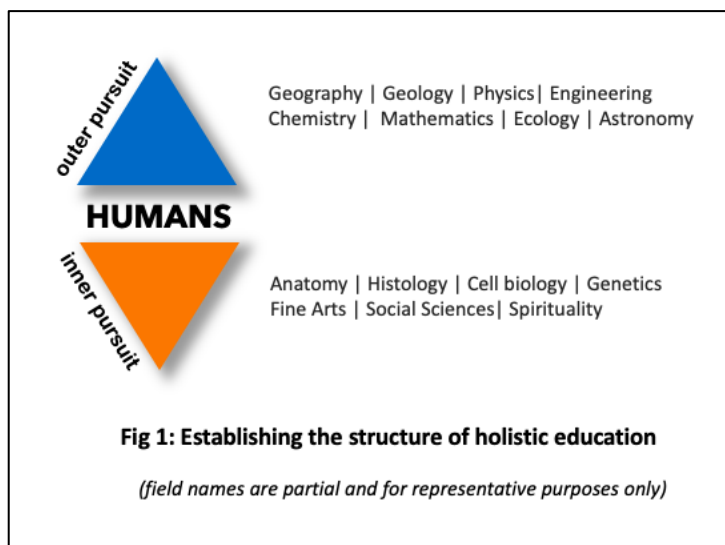 outer pursuit
Geography | Geology | Physics| Engineering
Chemistry |  Mathematics | Ecology | Astronomy
HUMANS
inner pursuit
Anatomy | Histology | Cell biology | Genetics
Fine Arts | Social Sciences| Spirituality
Fig 1: Establishing the structure of holistic education
(field names are partial and for representative purposes only)